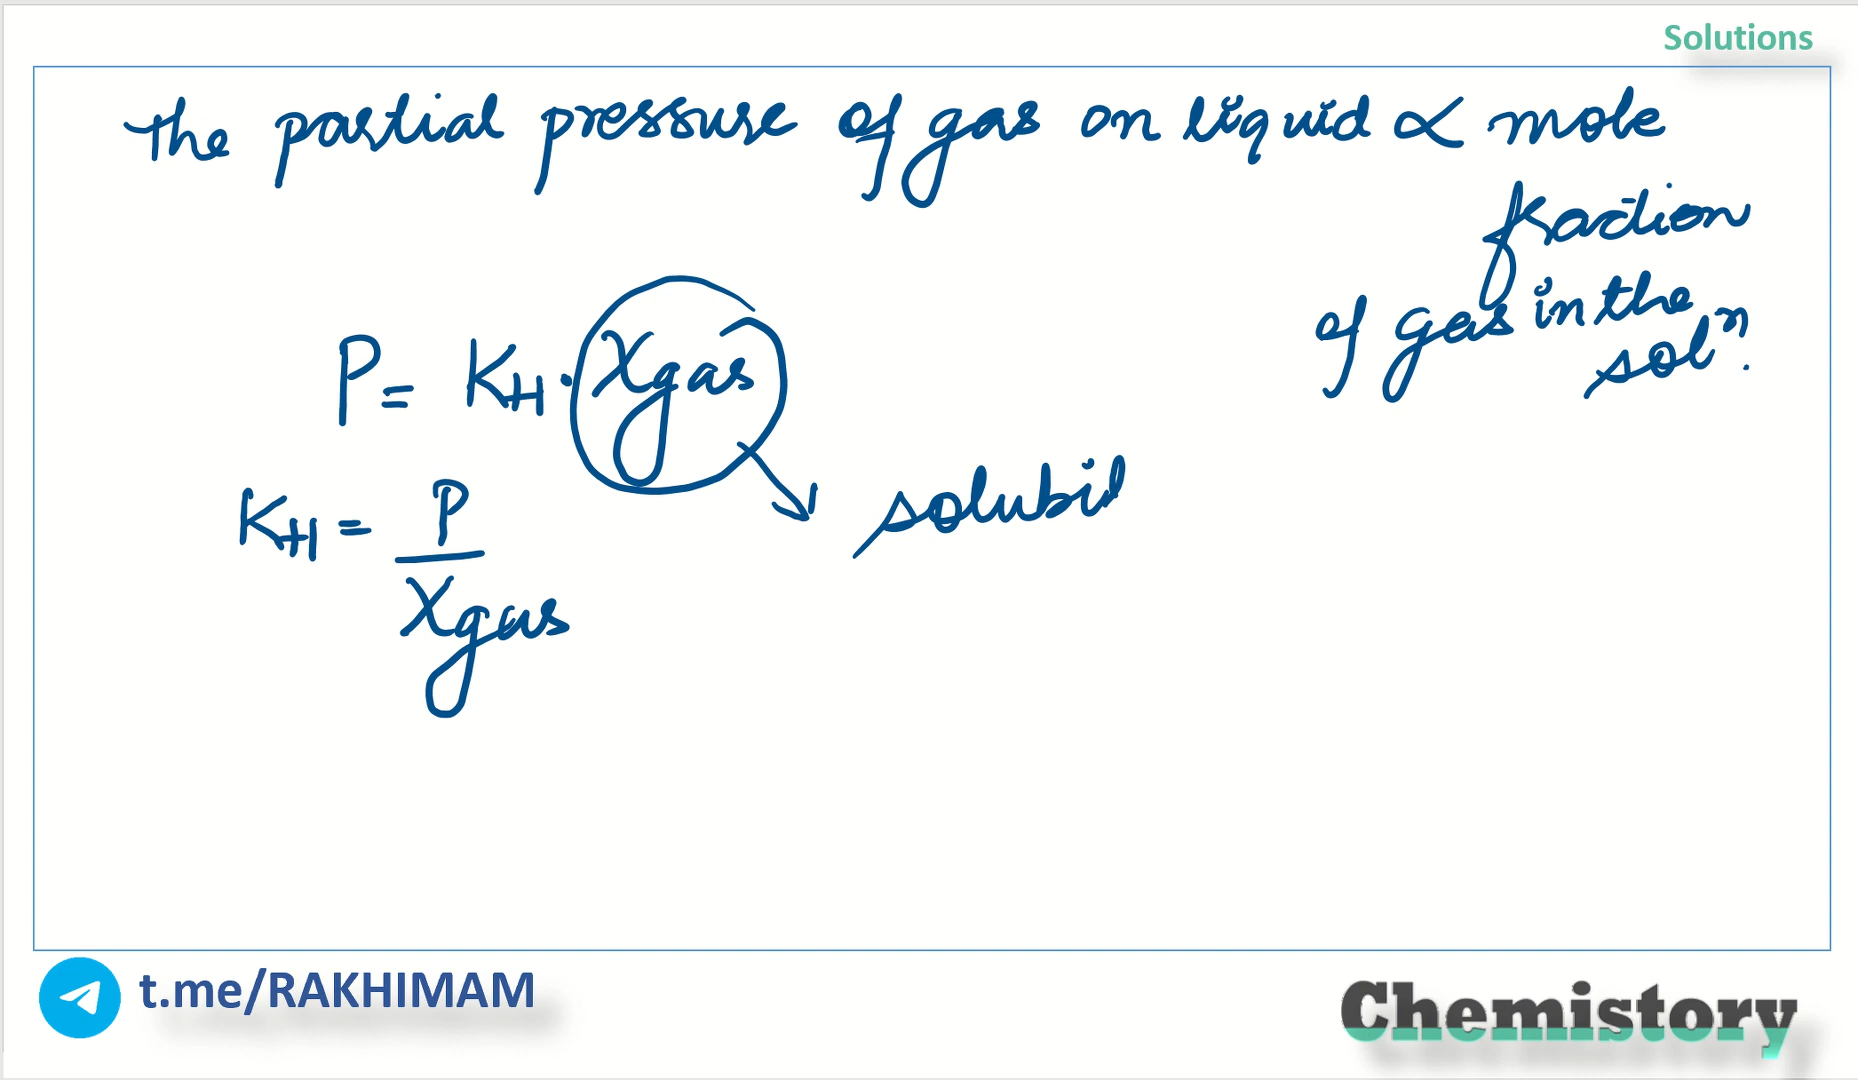 Solutions
The partial pressure of gas on liquid ∝ mole
fraction
of gas in the
solⁿ.
P = KH · Xgas
solubil
KH = P
Xgas
t.me/RAKHIMAM
Chemistory